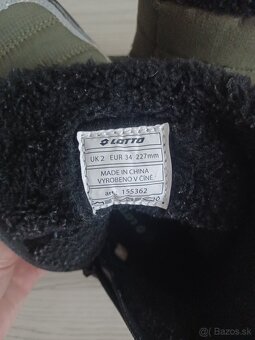 LOTTO
UK 2 EUR 34 227mm
MADE IN CHINA
VYROBENO V ČÍNĚ
art.: 155362
Bazos.sk